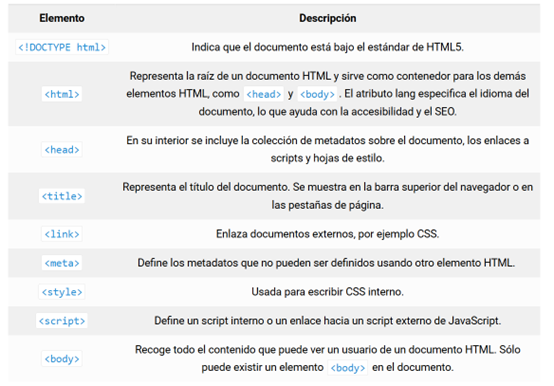 Elemento Descripción
<!DOCTYPE html> Indica que el documento está bajo el estándar de HTML5.
Representa la raíz de un documento HTML y sirve como contenedor para los demás
<html> elementos HTML, como <head> y <body> . El atributo lang especifica el idioma del
documento, lo que ayuda con la accesibilidad y el SEO.
<head> En su interior se incluye la colección de metadatos sobre el documento, los enlaces a
scripts y hojas de estilo.
<title> Representa el título del documento. Se muestra en la barra superior del navegador o en
las pestañas de página.
<link> Enlaza documentos externos, por ejemplo CSS.
<meta> Define los metadatos que no pueden ser definidos usando otro elemento HTML.
<style> Usada para escribir CSS interno.
<script> Define un script interno o un enlace hacia un script externo de JavaScript.
<body> Recoge todo el contenido que puede ver un usuario de un documento HTML. Sólo
puede existir un elemento <body> en el documento.